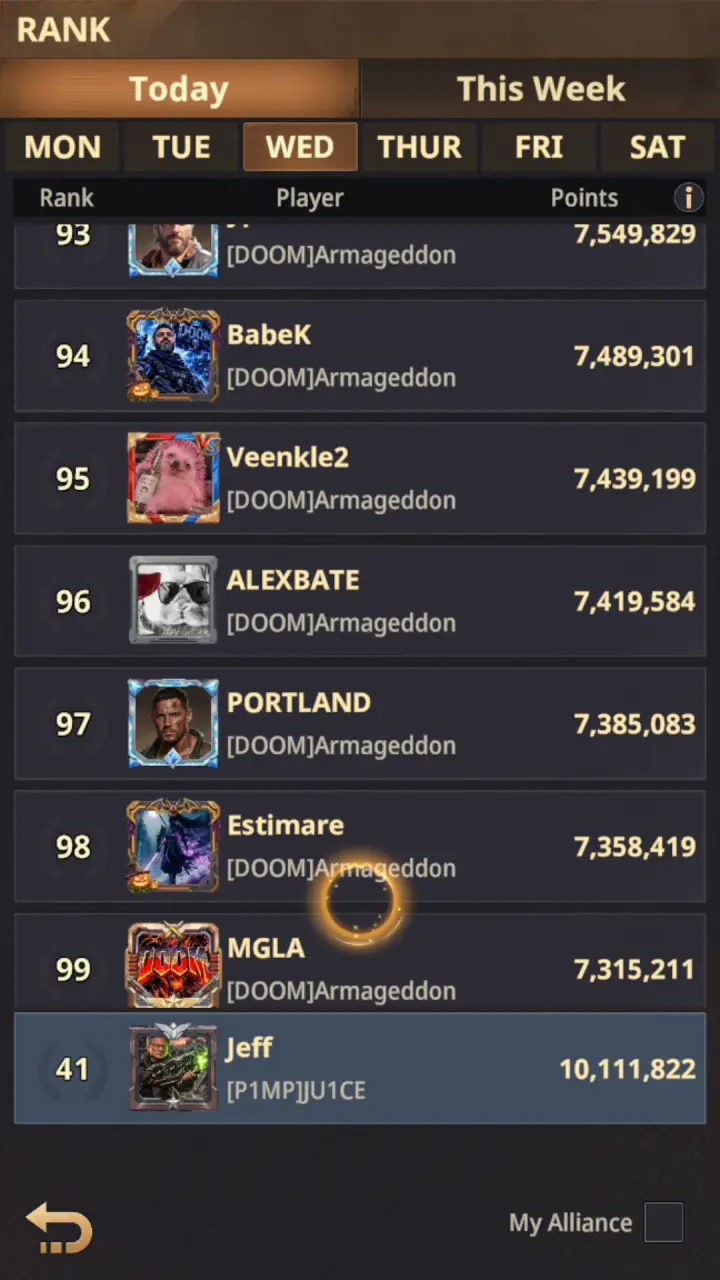 RANK
Today
This Week
MON TUE WED THUR FRI SAT
Rank Player Points
93
7,549,829
[DOOM]Armageddon
BabeK
94 7,489,301
[DOOM]Armageddon
Veenkle2
95 7,439,199
[DOOM]Armageddon
ALEXBATE
96 7,419,584
[DOOM]Armageddon
PORTLAND
97 7,385,083
[DOOM]Armageddon
Estimare
98 7,358,419
[DOOM]Armageddon
MGLA
99 7,315,211
DOOM
[DOOM]Armageddon
Jeff
41 10,111,822
[P1MP]JU1CE
My Alliance